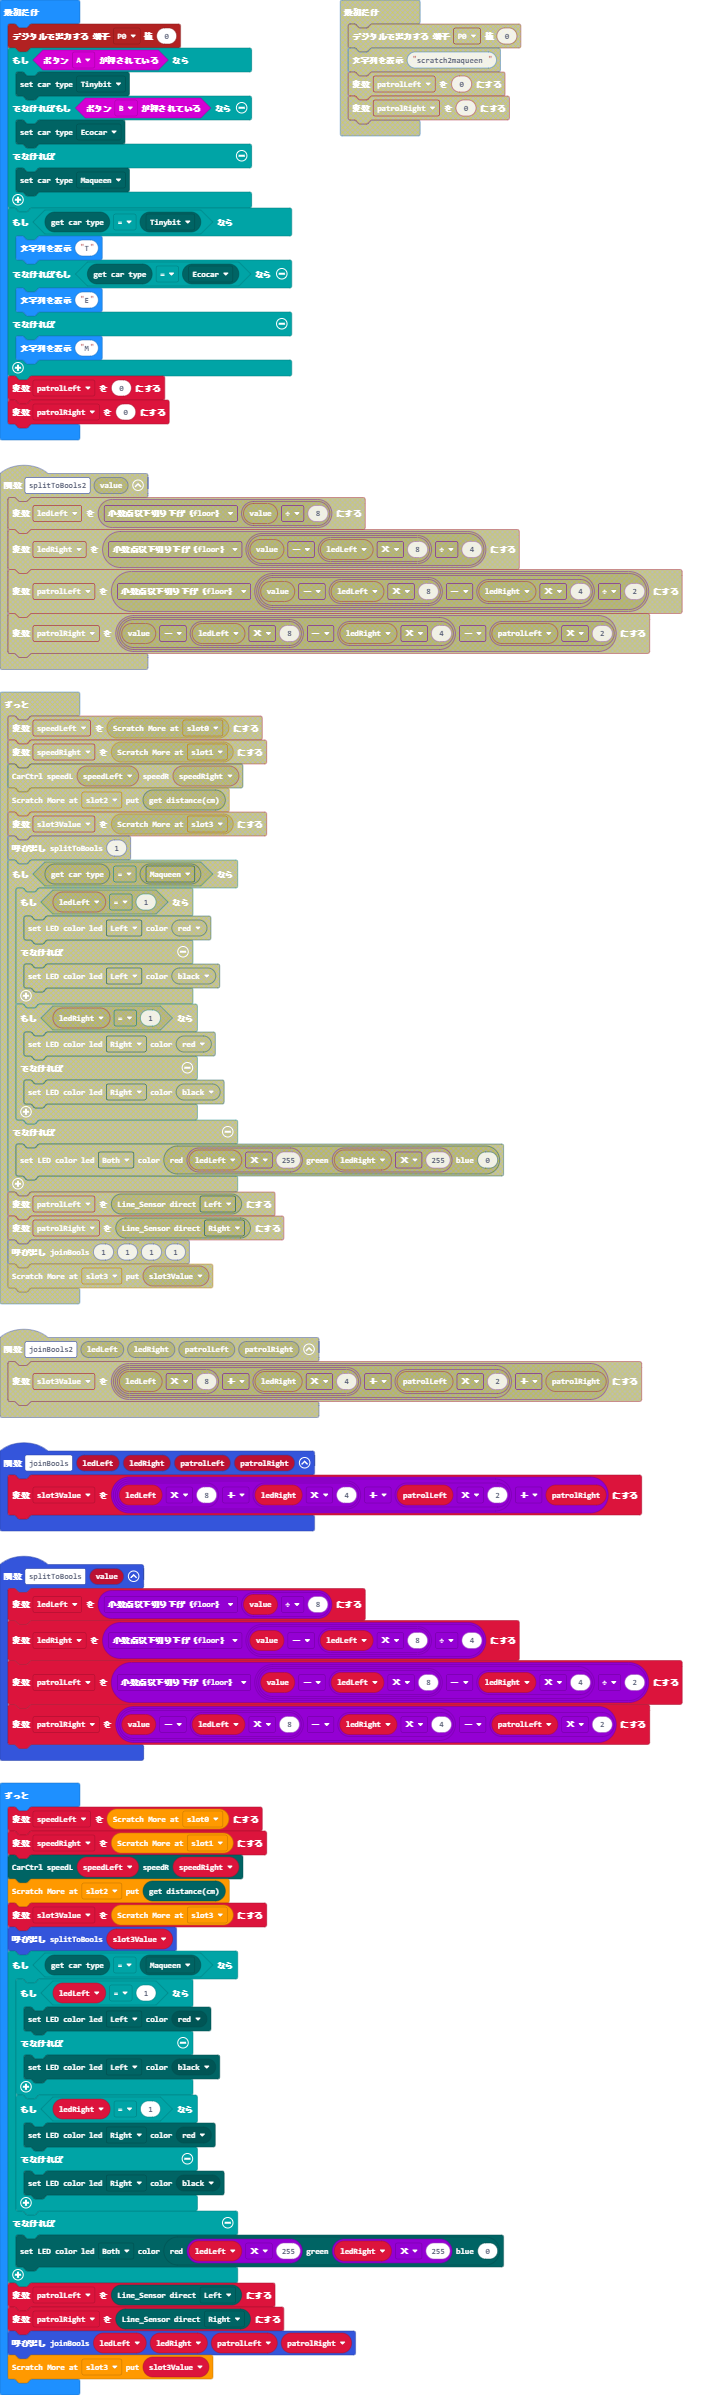 最初だけ
デジタルで出力する 端子 P0 値 0
もし ボタン A が押されている なら
set car type Tinybit
でなければもし ボタン B が押されている なら
set car type Ecocar
でなければ
set car type Maqueen
もし get car type = Tinybit なら
文字列を表示 "T"
でなければもし get car type = Ecocar なら
文字列を表示 "E"
でなければ
文字列を表示 "M"
変数 patrolLeft を 0 にする
変数 patrolRight を 0 にする
最初だけ
デジタルで出力する 端子 P0 値 0
文字列を表示 "scratch2maqueen "
変数 patrolLeft を 0 にする
変数 patrolRight を 0 にする
関数 splitToBools2 value
変数 ledLeft を 小数点以下切り下げ (floor) value ÷ 8 にする
変数 ledRight を 小数点以下切り下げ (floor) value - ledLeft × 8 ÷ 4 にする
変数 patrolLeft を 小数点以下切り下げ (floor) value - ledLeft × 8 - ledRight × 4 ÷ 2 にする
変数 patrolRight を value - ledLeft × 8 - ledRight × 4 - patrolLeft × 2 にする
ずっと
変数 speedLeft を Scratch More at slot0 にする
変数 speedRight を Scratch More at slot1 にする
CarCtrl speedL speedLeft speedR speedRight
Scratch More at slot2 put get distance(cm)
変数 slot3Value を Scratch More at slot3 にする
呼び出し splitToBools 1
もし get car type = Maqueen なら
もし ledLeft = 1 なら
set LED color led Left color red
でなければ
set LED color led Left color black
もし ledRight = 1 なら
set LED color led Right color red
でなければ
set LED color led Right color black
でなければ
set LED color led Both color red ledLeft × 255 green ledRight × 255 blue 0
変数 patrolLeft を Line_Sensor direct Left にする
変数 patrolRight を Line_Sensor direct Right にする
呼び出し joinBools 1 1 1 1
Scratch More at slot3 put slot3Value
関数 joinBools2 ledLeft ledRight patrolLeft patrolRight
変数 slot3Value を ledLeft × 8 + ledRight × 4 + patrolLeft × 2 + patrolRight にする
関数 joinBools ledLeft ledRight patrolLeft patrolRight
変数 slot3Value を ledLeft × 8 + ledRight × 4 + patrolLeft × 2 + patrolRight にする
関数 splitToBools value
変数 ledLeft を 小数点以下切り下げ (floor) value ÷ 8 にする
変数 ledRight を 小数点以下切り下げ (floor) value - ledLeft × 8 ÷ 4 にする
変数 patrolLeft を 小数点以下切り下げ (floor) value - ledLeft × 8 - ledRight × 4 ÷ 2 にする
変数 patrolRight を value - ledLeft × 8 - ledRight × 4 - patrolLeft × 2 にする
ずっと
変数 speedLeft を Scratch More at slot0 にする
変数 speedRight を Scratch More at slot1 にする
CarCtrl speedL speedLeft speedR speedRight
Scratch More at slot2 put get distance(cm)
変数 slot3Value を Scratch More at slot3 にする
呼び出し splitToBools slot3Value
もし get car type = Maqueen なら
もし ledLeft = 1 なら
set LED color led Left color red
でなければ
set LED color led Left color black
もし ledRight = 1 なら
set LED color led Right color red
でなければ
set LED color led Right color black
でなければ
set LED color led Both color red ledLeft × 255 green ledRight × 255 blue 0
変数 patrolLeft を Line_Sensor direct Left にする
変数 patrolRight を Line_Sensor direct Right にする
呼び出し joinBools ledLeft ledRight patrolLeft patrolRight
Scratch More at slot3 put slot3Value